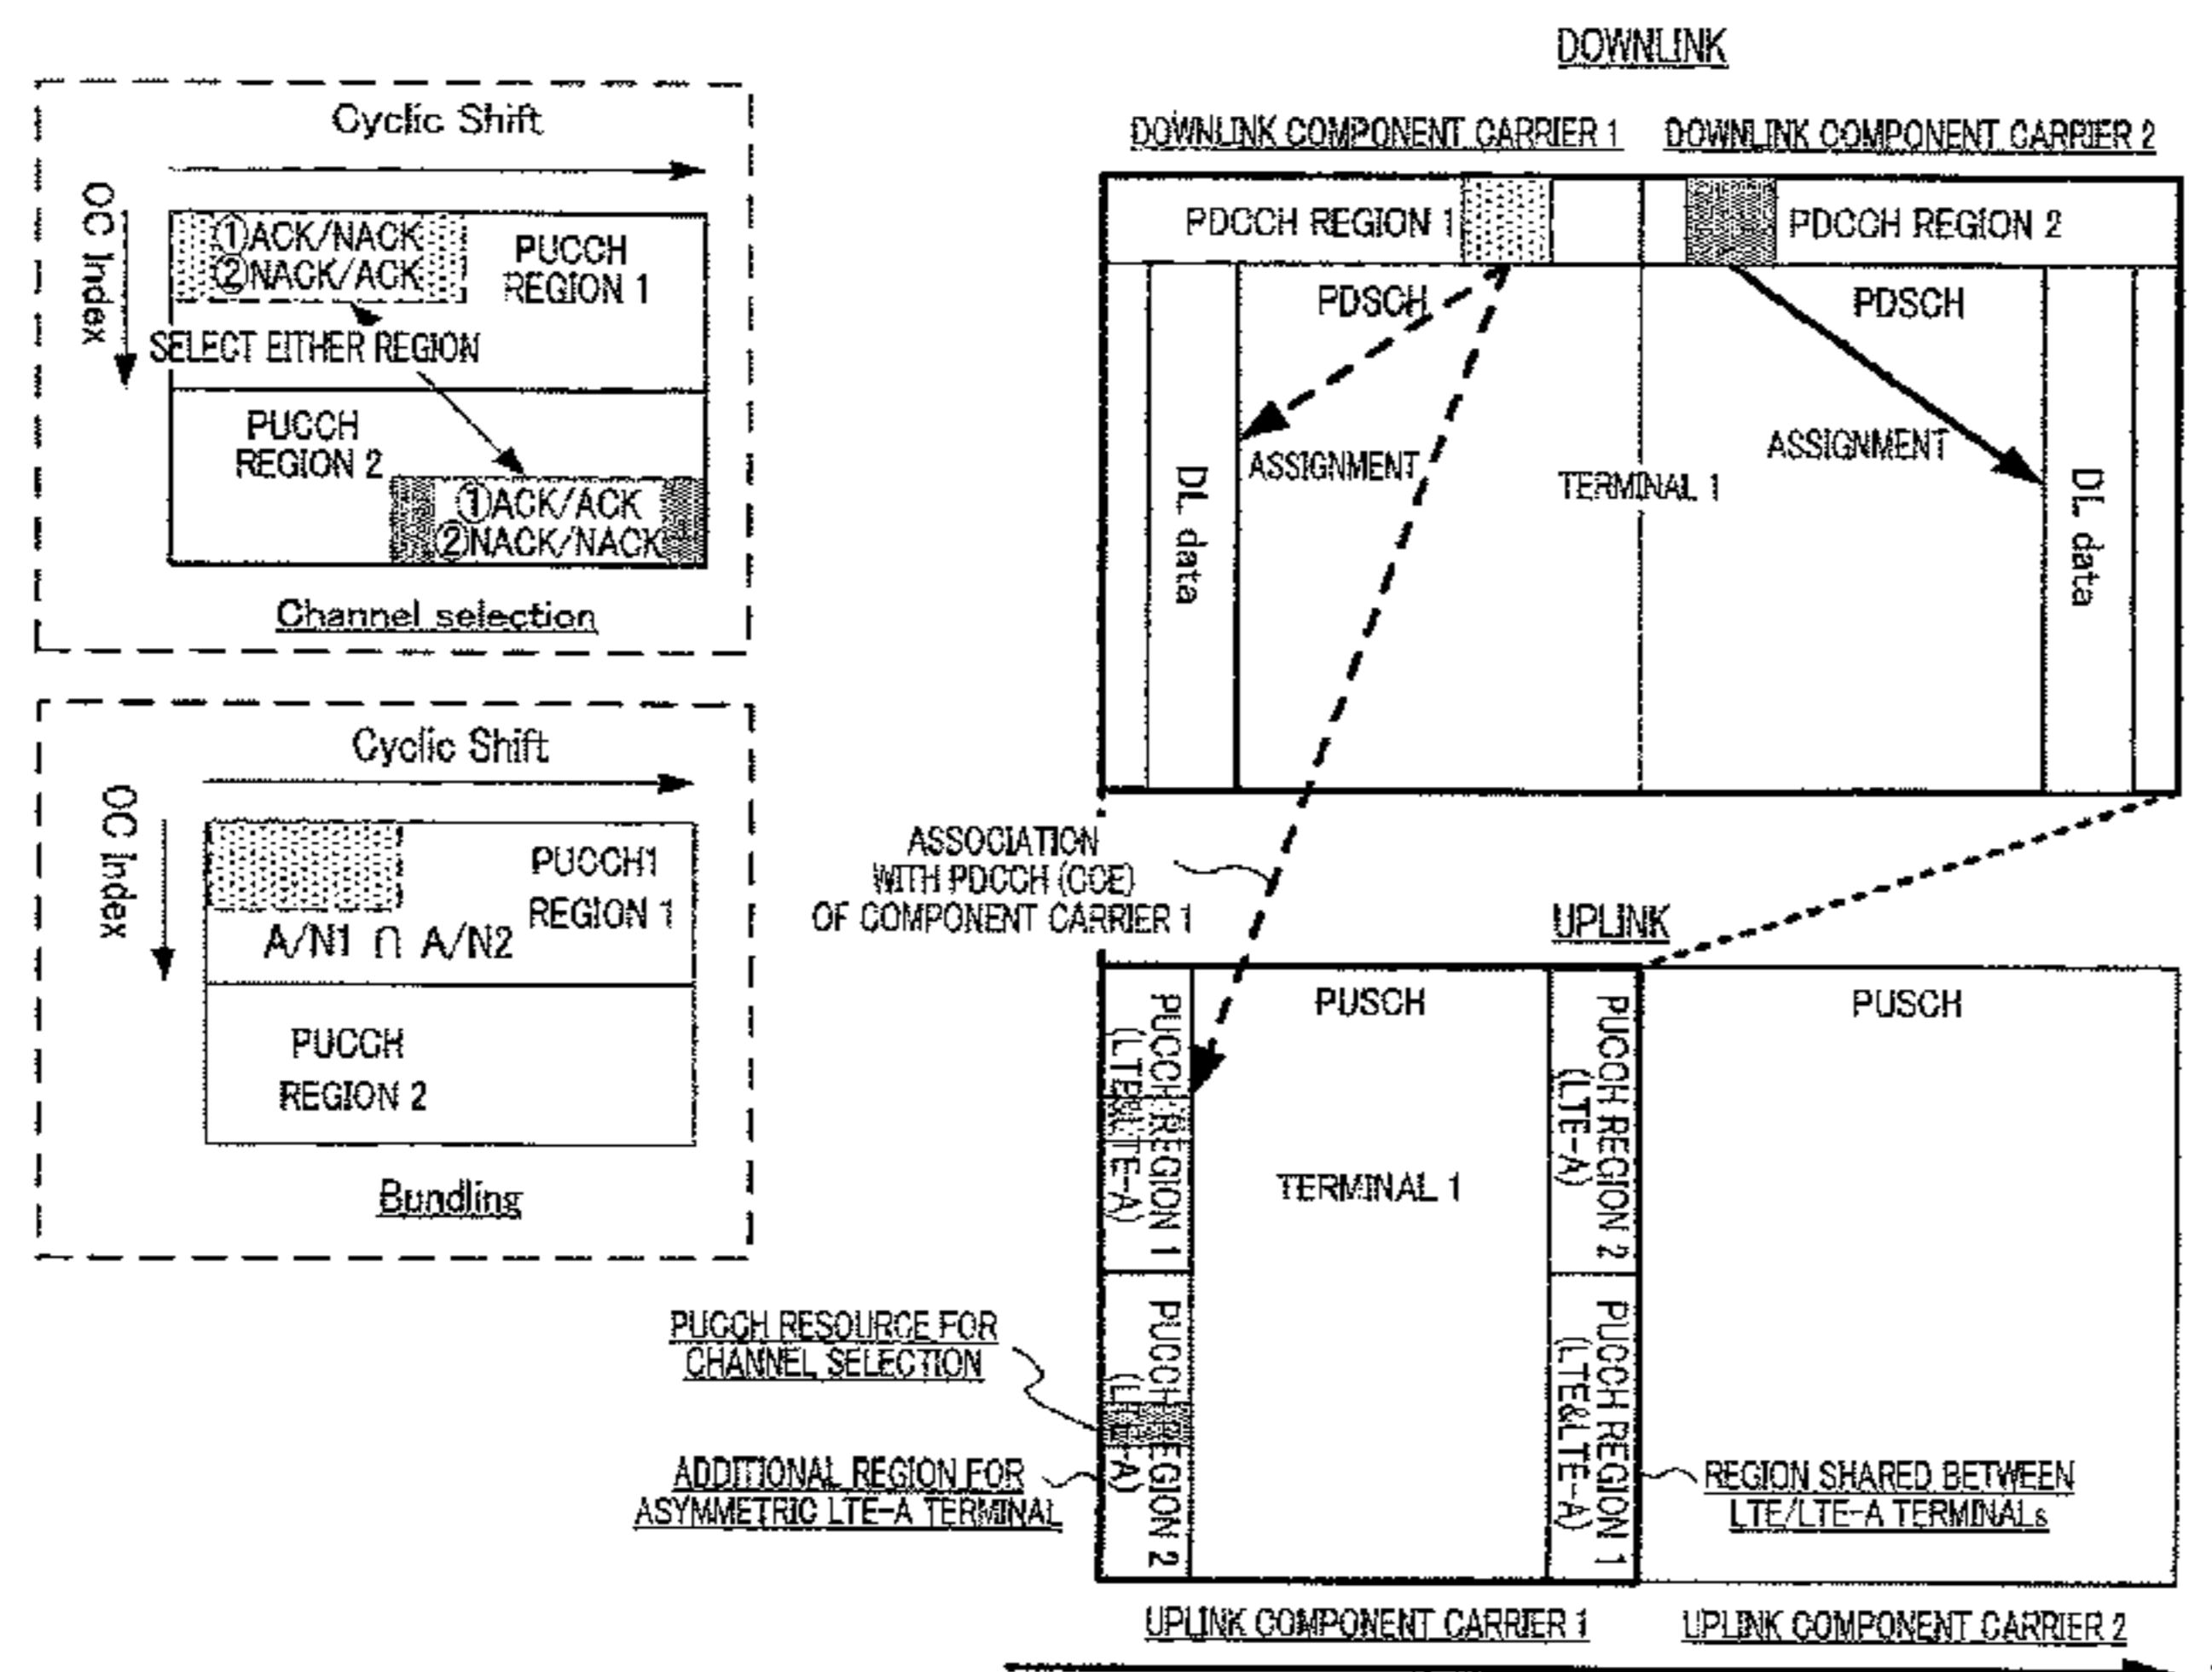 Cyclic Shift
OC Index
①ACK/NACK
②NACK/ACK
PUCCH
REGION 1
SELECT EITHER REGION
PUCCH
REGION 2
①ACK/ACK
②NACK/NACK
Channel selection
Cyclic Shift
OC Index
PUCCH1
REGION 1
A/N1 ∩ A/N2
PUCCH
REGION 2
Bundling
DOWNLINK
DOWNLINK COMPONENT CARRIER 1
DOWNLINK COMPONENT CARRIER 2
PDCCH REGION 1
PDCCH REGION 2
PDSCH
PDSCH
ASSIGNMENT
ASSIGNMENT
TERMINAL 1
DL data
DL data
ASSOCIATION
WITH PDCCH (CCE)
OF COMPONENT CARRIER 1
UPLINK
PUCCH REGION 1
(LTE&LTE-A)
PUSCH
PUCCH REGION 2
(LTE-A)
PUSCH
TERMINAL 1
PUCCH REGION 2
(LTE-A)
PUCCH REGION 1
(LTE&LTE-A)
PUCCH RESOURCE FOR
CHANNEL SELECTION
ADDITIONAL REGION FOR
ASYMMETRIC LTE-A TERMINAL
REGION SHARED BETWEEN
LTE/LTE-A TERMINALs
UPLINK COMPONENT CARRIER 1
UPLINK COMPONENT CARRIER 2